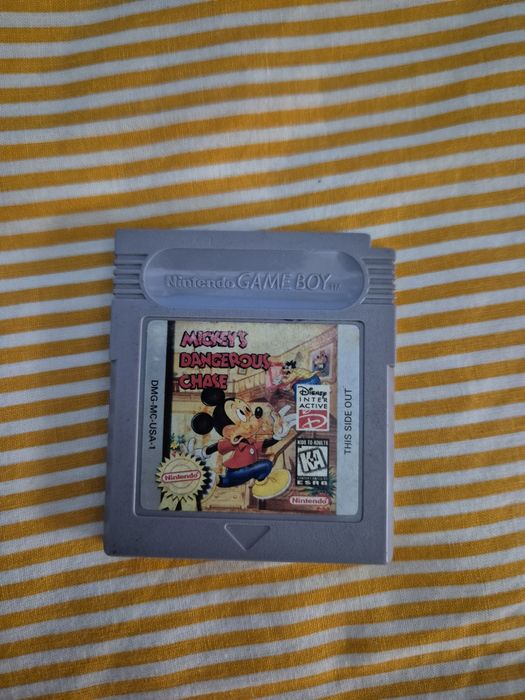 Nintendo GAME BOY TM
MICKEY'S
DANGEROUS
CHASE
DMG-MC-USA-1
Disney
INTER
ACTIVE
D
THIS SIDE OUT
KIDS TO ADULTS
K-A
ESRB
Nintendo
Nintendo